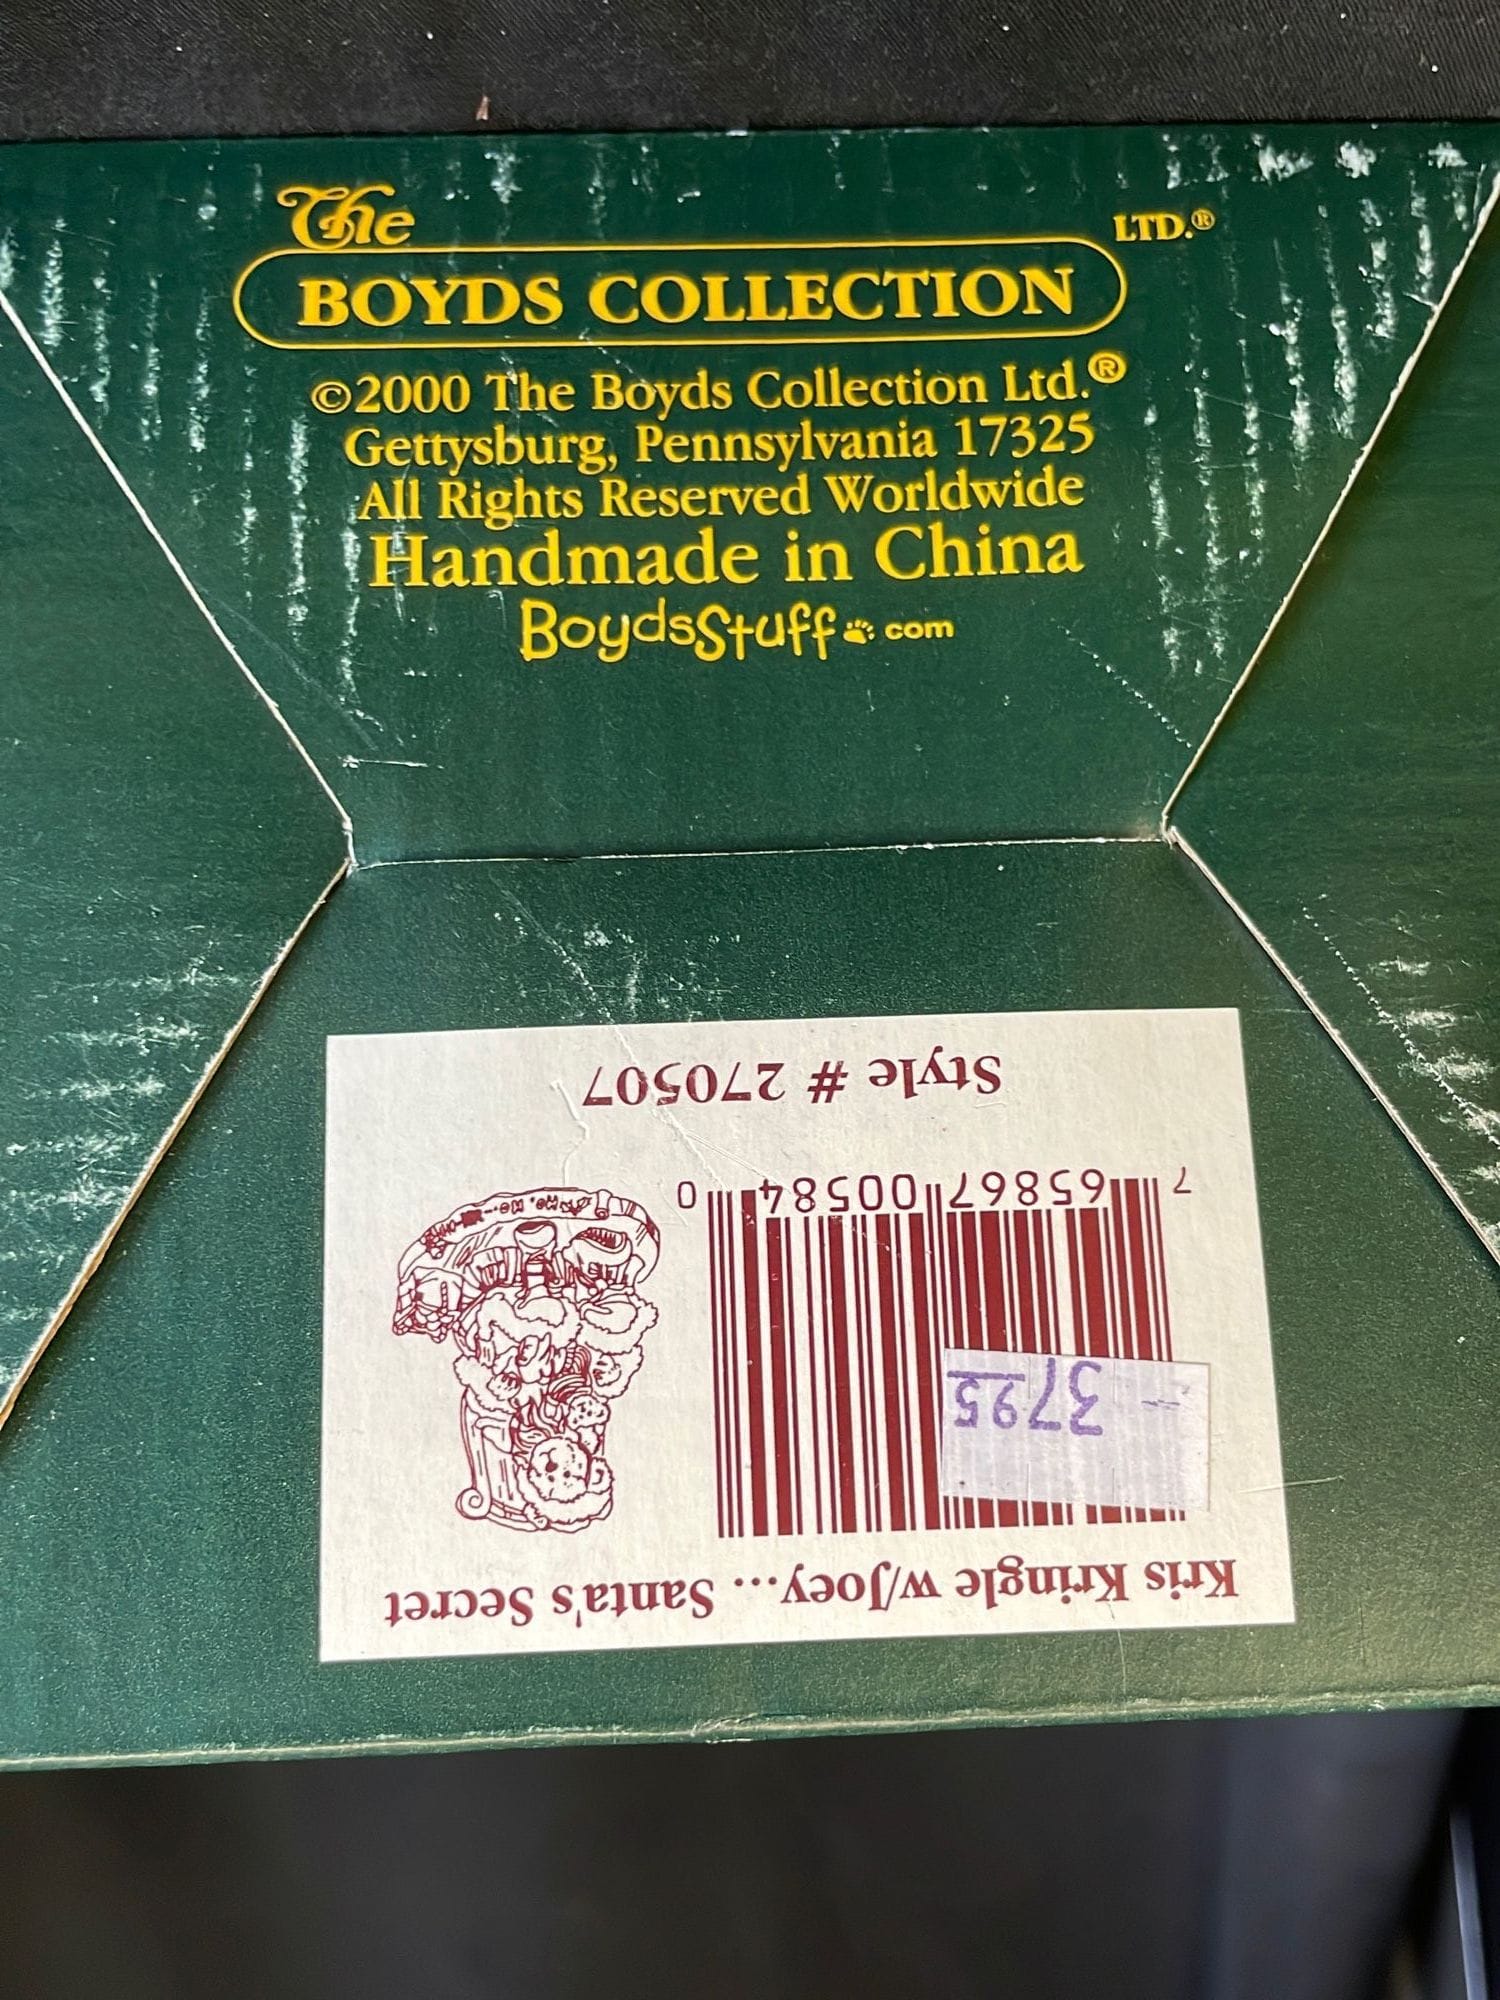 The
BOYDS COLLECTION LTD.®
©2000 The Boyds Collection Ltd.®
Gettysburg, Pennsylvania 17325
All Rights Reserved Worldwide
Handmade in China
BoydsStuff.com
Kris Kringle w/Joey... Santa's Secret
3795
7 65867 00584 0
Style # 270507